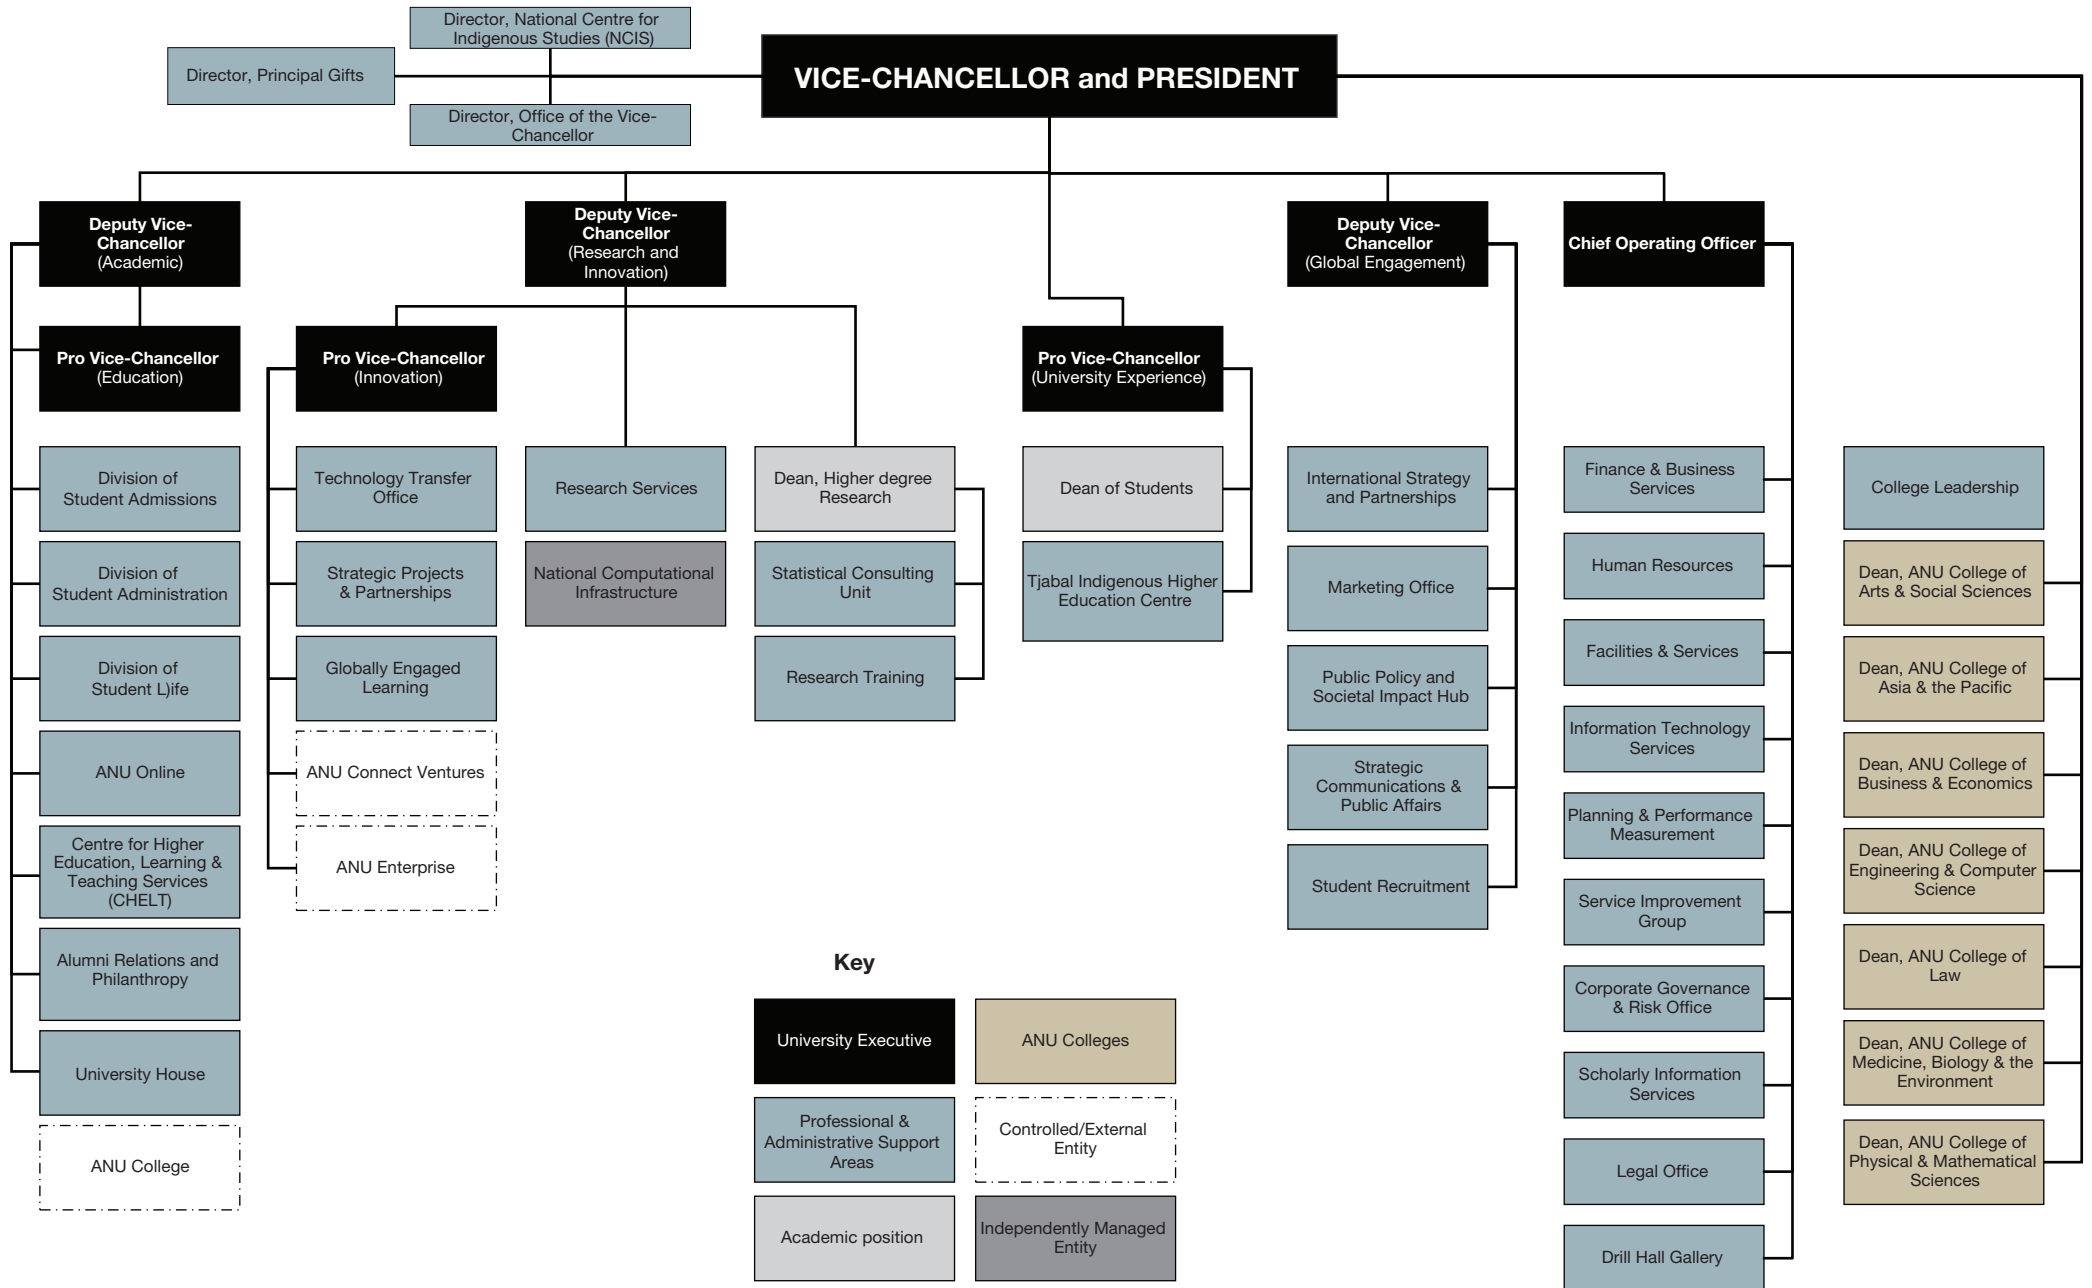 Director, National Centre for
Indigenous Studies (NCIS)
Director, Principal Gifts
VICE-CHANCELLOR and PRESIDENT
Director, Office of the Vice-
Chancellor
Deputy Vice-
Chancellor
(Academic)
Deputy Vice-
Chancellor
(Research and
Innovation)
Deputy Vice-
Chancellor
(Global Engagement)
Chief Operating Officer
Pro Vice-Chancellor
(Education)
Pro Vice-Chancellor
(Innovation)
Pro Vice-Chancellor
(University Experience)
Division of
Student Admissions
Division of
Student Administration
Division of
Student L)ife
ANU Online
Centre for Higher
Education, Learning &
Teaching Services
(CHELT)
Alumni Relations and
Philanthropy
University House
ANU College
Technology Transfer
Office
Strategic Projects
& Partnerships
Globally Engaged
Learning
ANU Connect Ventures
ANU Enterprise
Research Services
National Computational
Infrastructure
Dean, Higher degree
Research
Statistical Consulting
Unit
Research Training
Dean of Students
Tjabal Indigenous Higher
Education Centre
International Strategy
and Partnerships
Marketing Office
Public Policy and
Societal Impact Hub
Strategic
Communications &
Public Affairs
Student Recruitment
Finance & Business
Services
Human Resources
Facilities & Services
Information Technology
Services
Planning & Performance
Measurement
Service Improvement
Group
Corporate Governance
& Risk Office
Scholarly Information
Services
Legal Office
Drill Hall Gallery
College Leadership
Dean, ANU College of
Arts & Social Sciences
Dean, ANU College of
Asia & the Pacific
Dean, ANU College of
Business & Economics
Dean, ANU College of
Engineering & Computer
Science
Dean, ANU College of
Law
Dean, ANU College of
Medicine, Biology & the
Environment
Dean, ANU College of
Physical & Mathematical
Sciences
Key
University Executive
ANU Colleges
Professional &
Administrative Support
Areas
Controlled/External
Entity
Academic position
Independently Managed
Entity